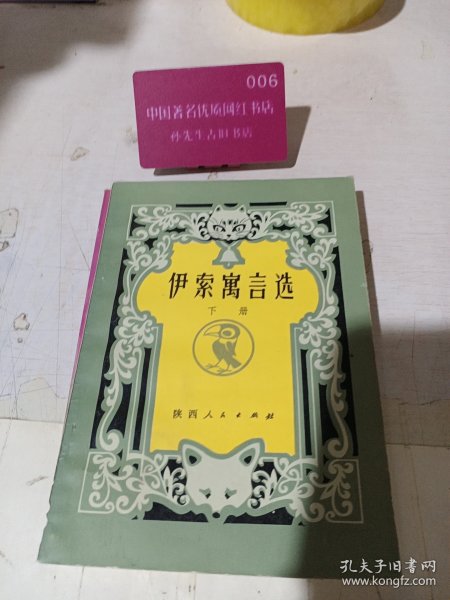 006
中国著名优质网红书店
孙先生古旧书店
伊索寓言选
下册
陕西人民出版社
孔夫子旧书网
www.kongfz.com